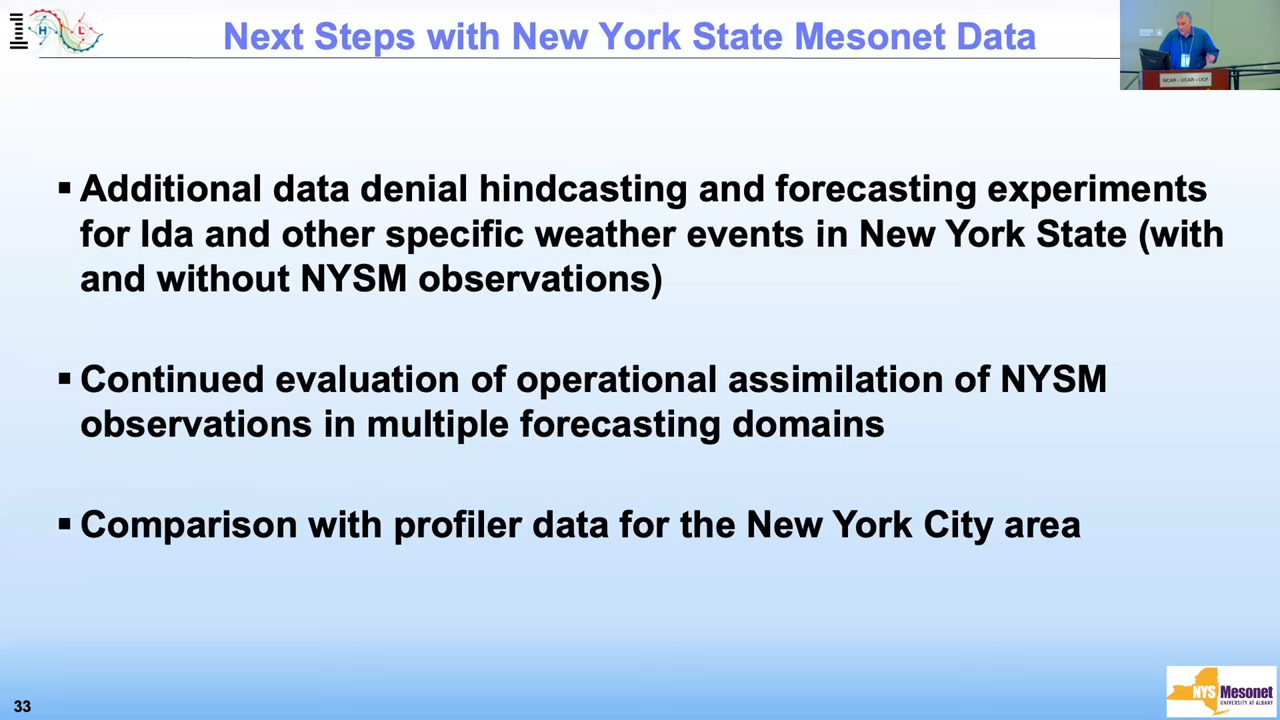 H L
Next Steps with New York State Mesonet Data
NCAR • UCAR • UCP
▪ Additional data denial hindcasting and forecasting experiments
for Ida and other specific weather events in New York State (with
and without NYSM observations)
▪ Continued evaluation of operational assimilation of NYSM
observations in multiple forecasting domains
▪ Comparison with profiler data for the New York City area
33
NYS Mesonet
UNIVERSITY AT ALBANY